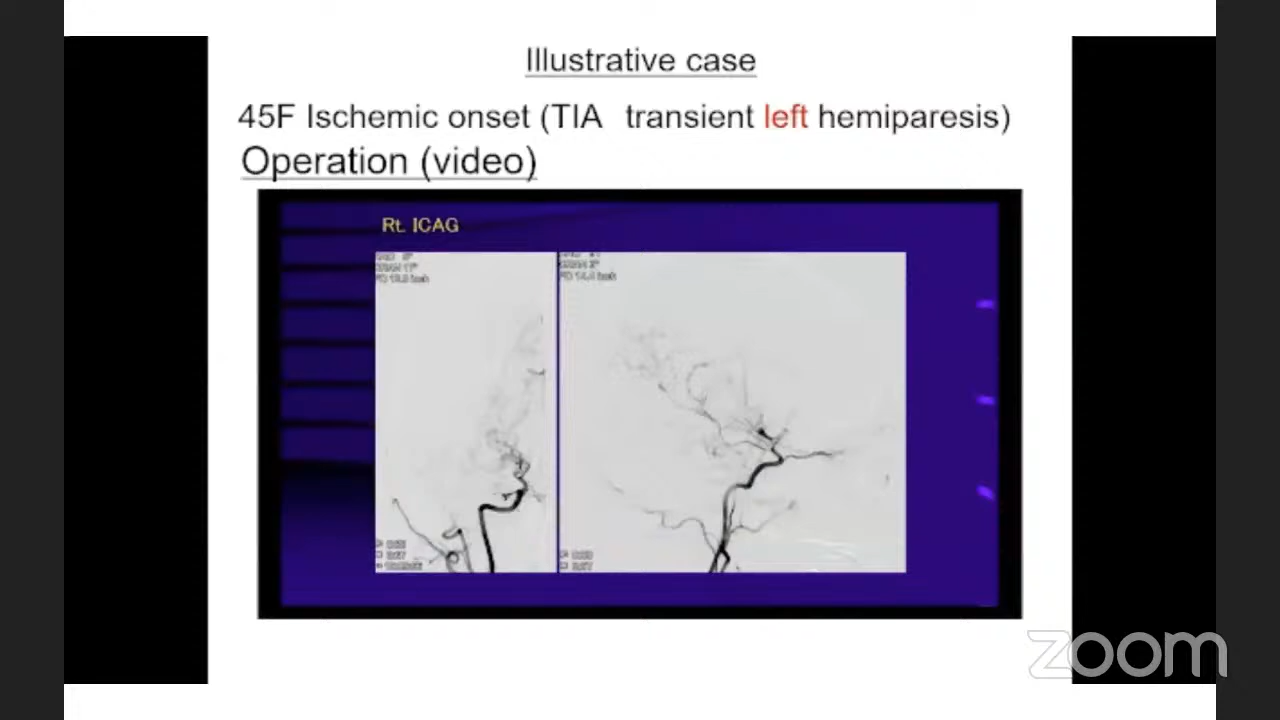 Illustrative case
45F Ischemic onset (TIA transient left hemiparesis)
Operation (video)
Rt. ICAG
zoom